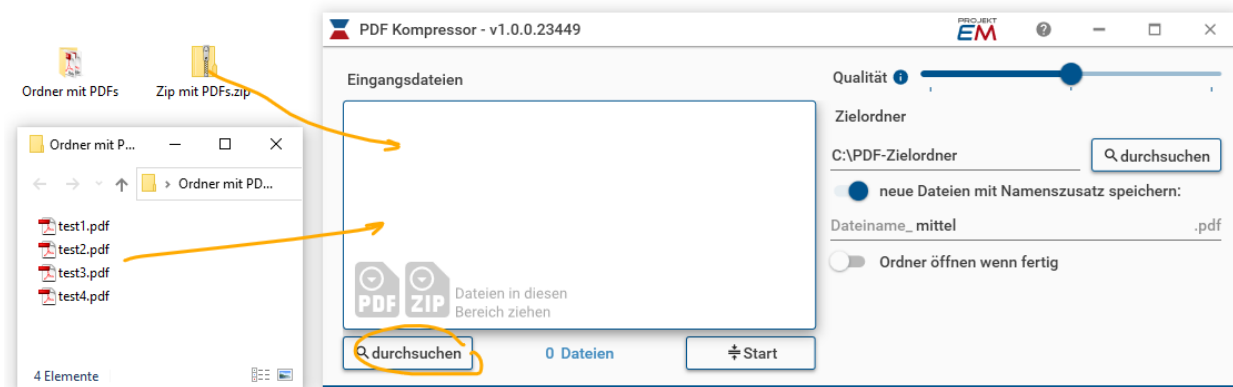 Ordner mit PDFs
Zip mit PDFs.zip
Ordner mit P...
Ordner mit PD...
test1.pdf
test2.pdf
test3.pdf
test4.pdf
4 Elemente
PDF Kompressor - v1.0.0.23449
PROJEKT
EM
?
Eingangsdateien
PDF
ZIP
Dateien in diesen
Bereich ziehen
durchsuchen
0 Dateien
Start
Qualität
Zielordner
C:\PDF-Zielordner
durchsuchen
neue Dateien mit Namenszusatz speichern:
Dateiname_ mittel .pdf
Ordner öffnen wenn fertig